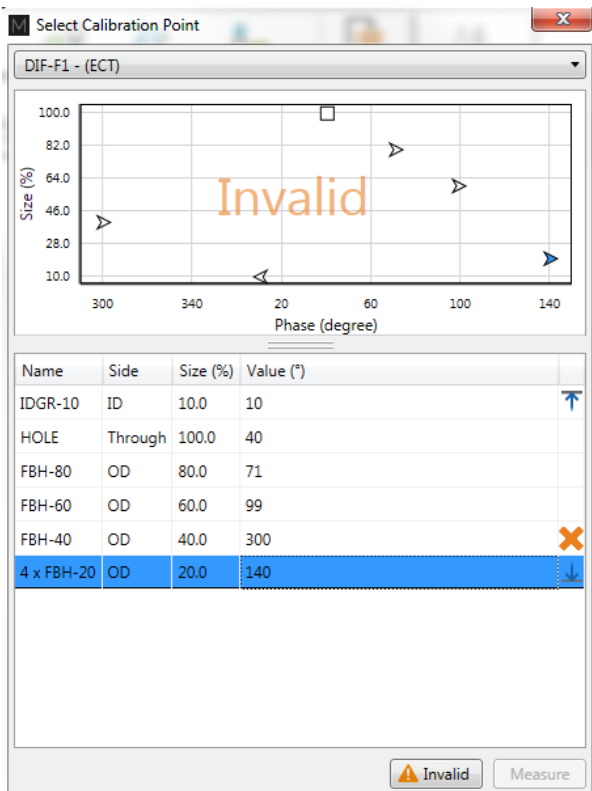 M Select Calibration Point
DIF-F1 - (ECT)
100.0
82.0
64.0
46.0
28.0
10.0
Size (%)
Invalid
300 340 20 60 100 140
Phase (degree)
Name Side Size (%) Value (°)
IDGR-10 ID 10.0 10
HOLE Through 100.0 40
FBH-80 OD 80.0 71
FBH-60 OD 60.0 99
FBH-40 OD 40.0 300
4 x FBH-20 OD 20.0 140
Invalid Measure